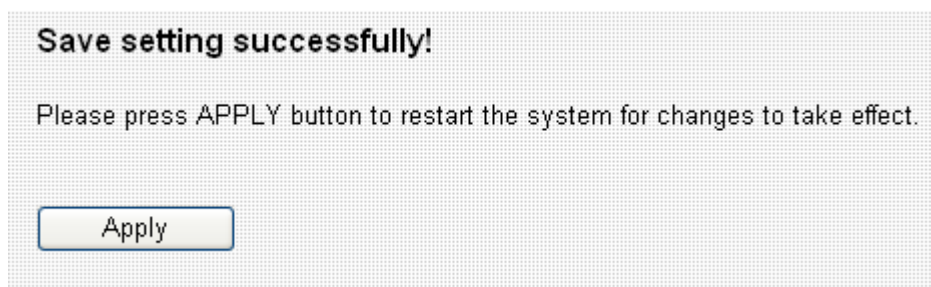 Save setting successfully!
Please press APPLY button to restart the system for changes to take effect.
Apply